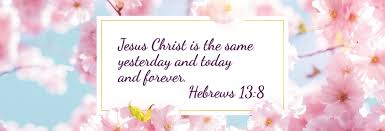 Jesus Christ is the same
yesterday and today
and forever.
Hebrews 13:8